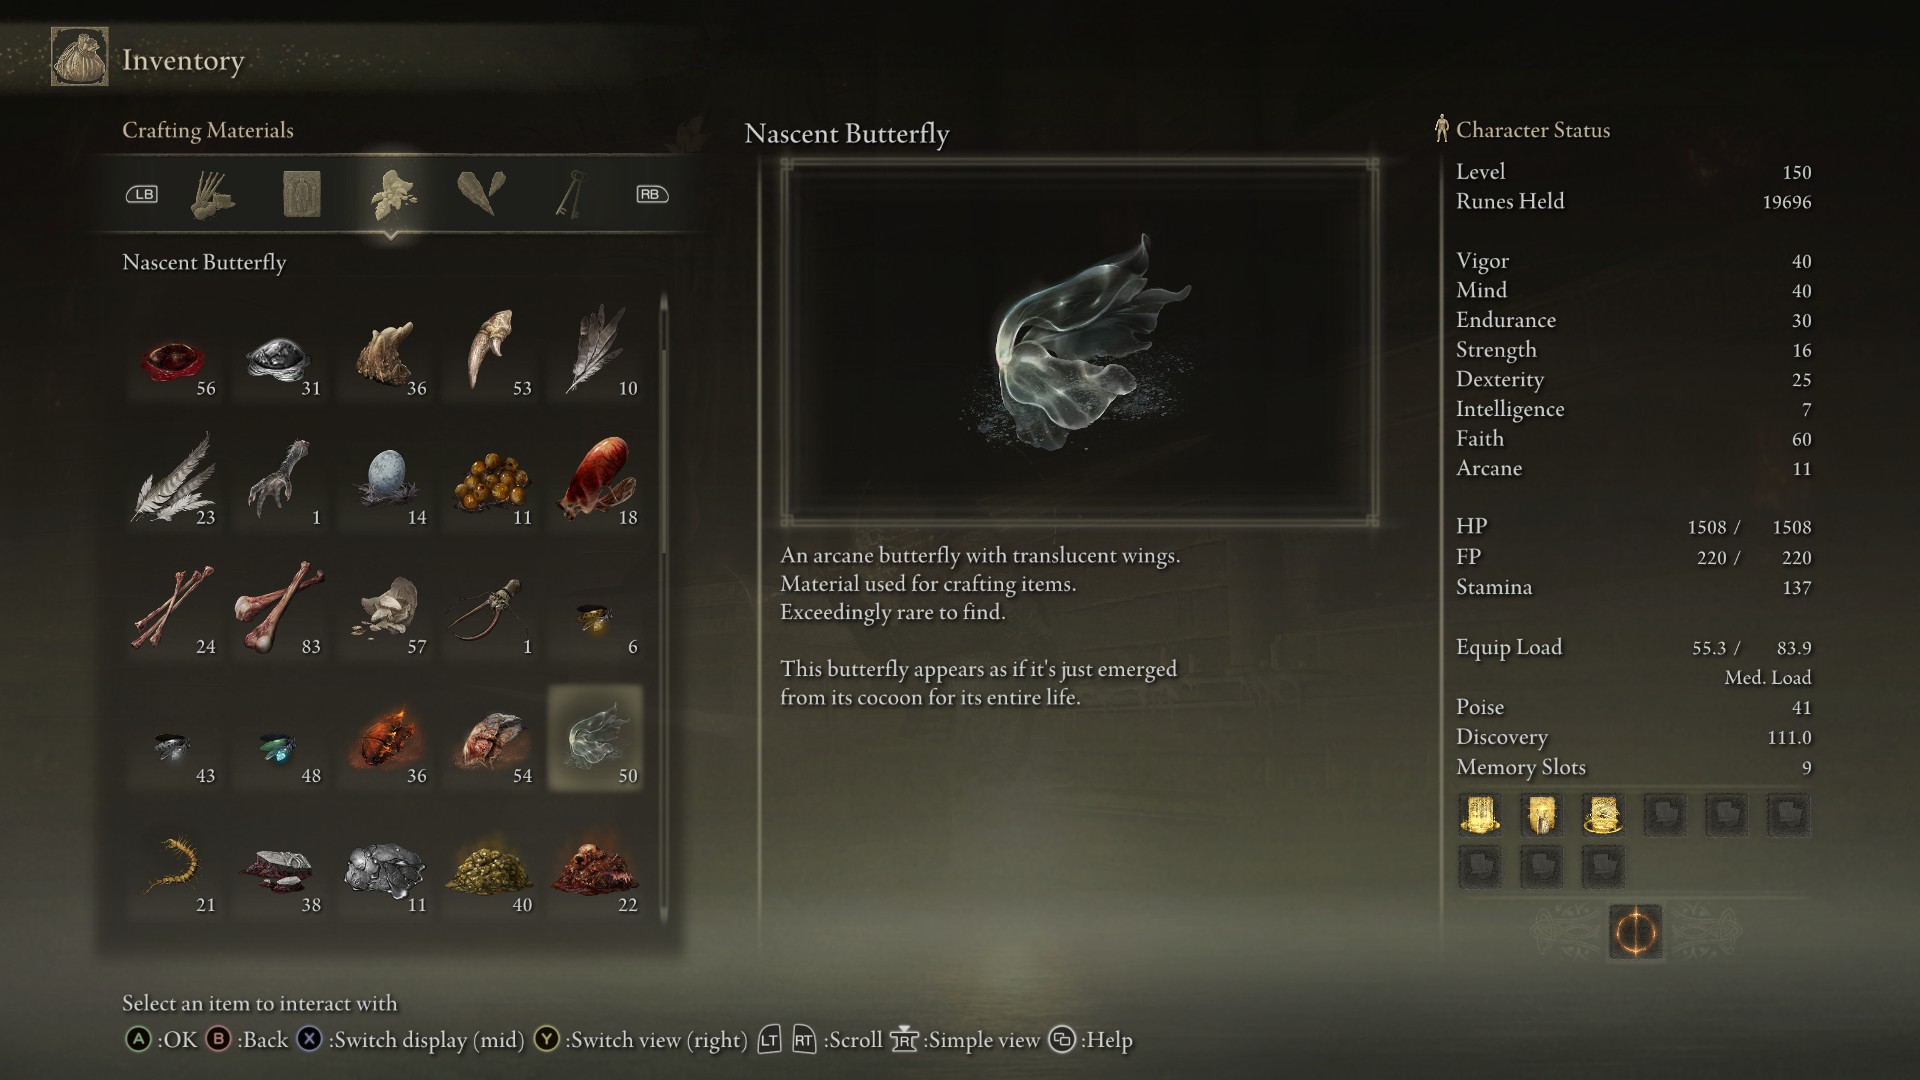 Inventory
Crafting Materials
LB
RB
Nascent Butterfly
56 31 36 53 10
23 1 14 11 18
24 83 57 1 6
43 48 36 54 50
21 38 11 40 22
Nascent Butterfly
An arcane butterfly with translucent wings.
Material used for crafting items.
Exceedingly rare to find.
This butterfly appears as if it's just emerged
from its cocoon for its entire life.
Character Status
Level 150
Runes Held 19696
Vigor 40
Mind 40
Endurance 30
Strength 16
Dexterity 25
Intelligence 7
Faith 60
Arcane 11
HP 1508 / 1508
FP 220 / 220
Stamina 137
Equip Load 55.3 / 83.9
Med. Load
Poise 41
Discovery 111.0
Memory Slots 9
Select an item to interact with
A :OK B :Back X :Switch display (mid) Y :Switch view (right) LT RT :Scroll R :Simple view :Help